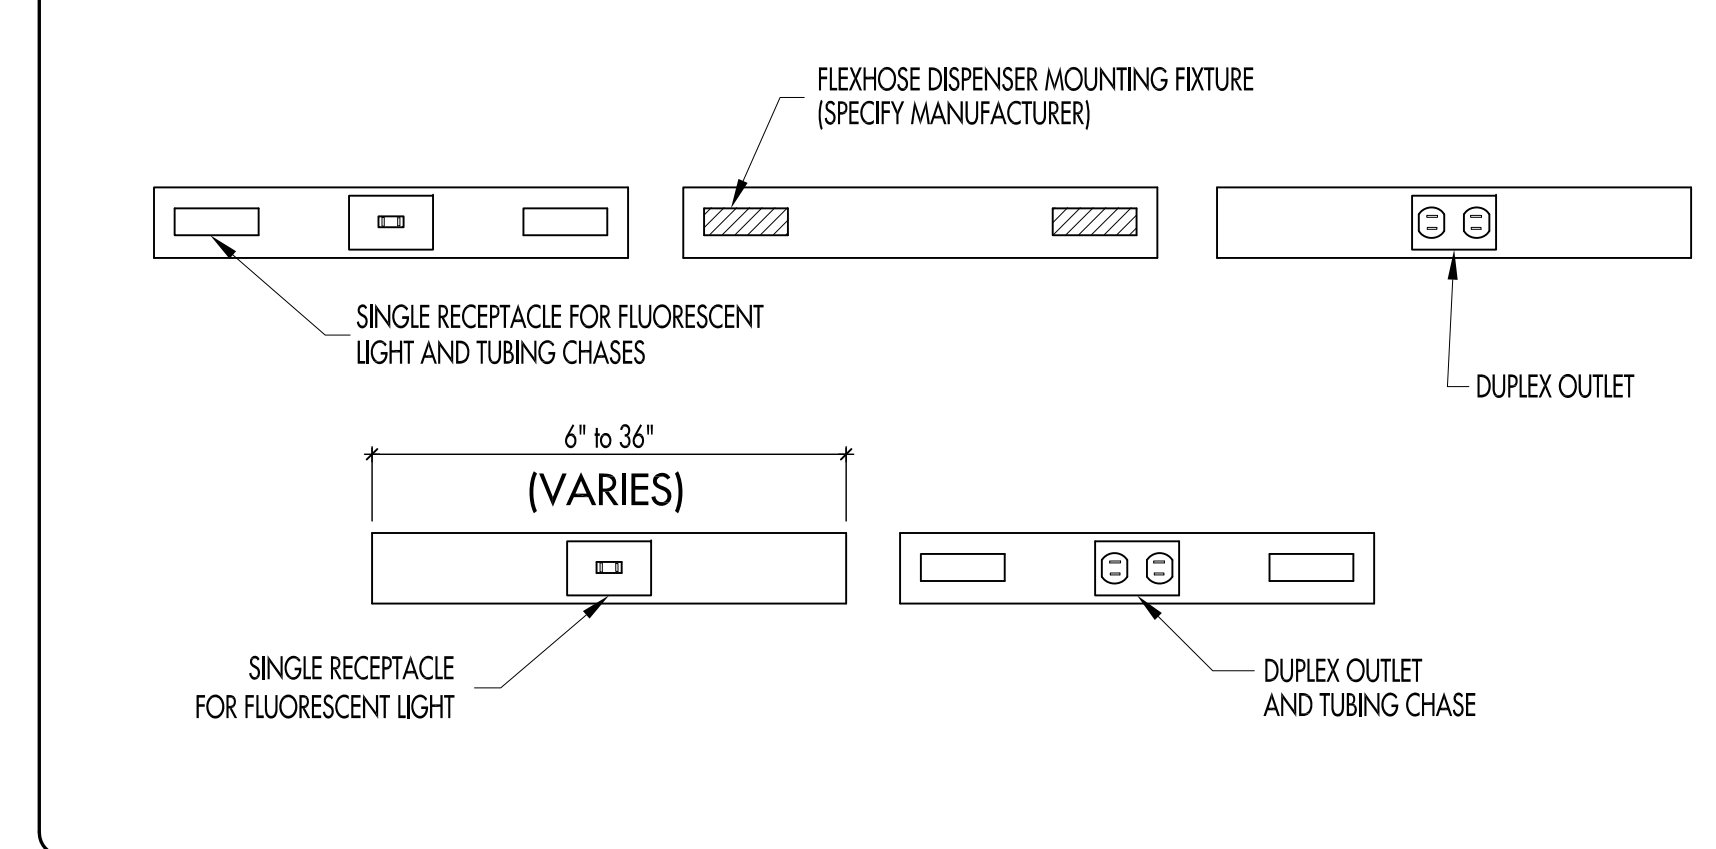 FLEXHOSE DISPENSER MOUNTING FIXTURE
(SPECIFY MANUFACTURER)
SINGLE RECEPTACLE FOR FLUORESCENT
LIGHT AND TUBING CHASES
DUPLEX OUTLET
6" to 36"
(VARIES)
SINGLE RECEPTACLE
FOR FLUORESCENT LIGHT
DUPLEX OUTLET
AND TUBING CHASE